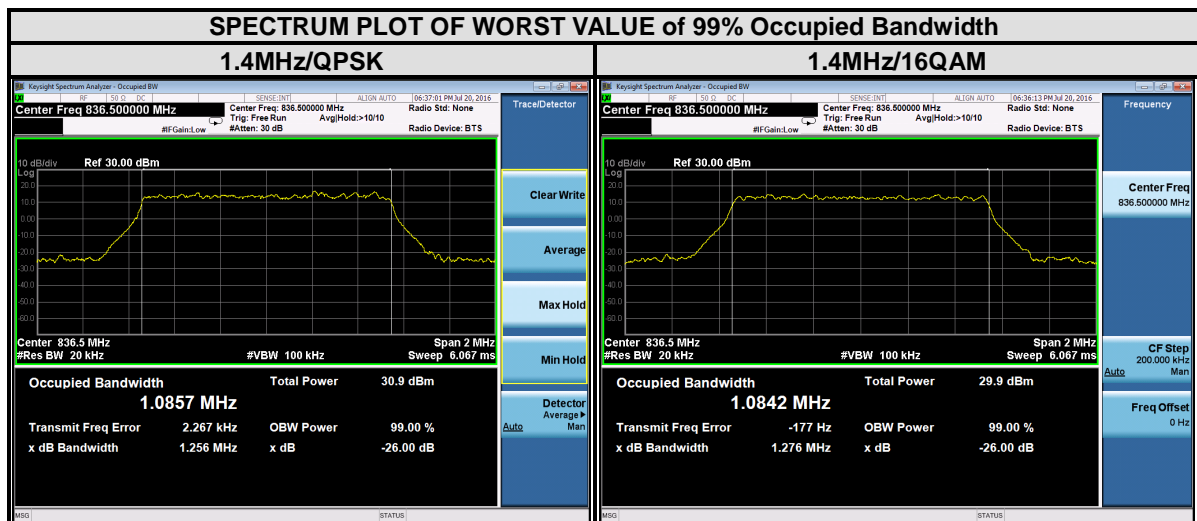 SPECTRUM PLOT OF WORST VALUE of 99% Occupied Bandwidth
1.4MHz/QPSK
Keysight Spectrum Analyzer - Occupied BW
RF 50 Ω DC SENSE:INT ALIGN AUTO 06:37:01 PM Jul 20, 2016
Center Freq 836.500000 MHz
Center Freq: 836.500000 MHz
Radio Std: None
Trig: Free Run Avg|Hold:>10/10
#IFGain:Low #Atten: 30 dB Radio Device: BTS
10 dB/div Ref 30.00 dBm
Log
20.0
10.0
0.00
-10.0
-20.0
-30.0
-40.0
-50.0
-60.0
Center 836.5 MHz Span 2 MHz
#Res BW 20 kHz #VBW 100 kHz Sweep 6.067 ms
Occupied Bandwidth Total Power 30.9 dBm
1.0857 MHz
Transmit Freq Error 2.267 kHz OBW Power 99.00 %
x dB Bandwidth 1.256 MHz x dB -26.00 dB
MSG STATUS
Trace/Detector
Clear Write
Average
Max Hold
Min Hold
Detector
Average
Auto Man
1.4MHz/16QAM
Keysight Spectrum Analyzer - Occupied BW
RF 50 Ω DC SENSE:INT ALIGN AUTO 06:36:13 PM Jul 20, 2016
Center Freq 836.500000 MHz
Center Freq: 836.500000 MHz
Radio Std: None
Trig: Free Run Avg|Hold:>10/10
#IFGain:Low #Atten: 30 dB Radio Device: BTS
10 dB/div Ref 30.00 dBm
Log
20.0
10.0
0.00
-10.0
-20.0
-30.0
-40.0
-50.0
-60.0
Center 836.5 MHz Span 2 MHz
#Res BW 20 kHz #VBW 100 kHz Sweep 6.067 ms
Occupied Bandwidth Total Power 29.9 dBm
1.0842 MHz
Transmit Freq Error -177 Hz OBW Power 99.00 %
x dB Bandwidth 1.276 MHz x dB -26.00 dB
MSG STATUS
Frequency
Center Freq
836.500000 MHz
CF Step
200.000 kHz
Auto Man
Freq Offset
0 Hz